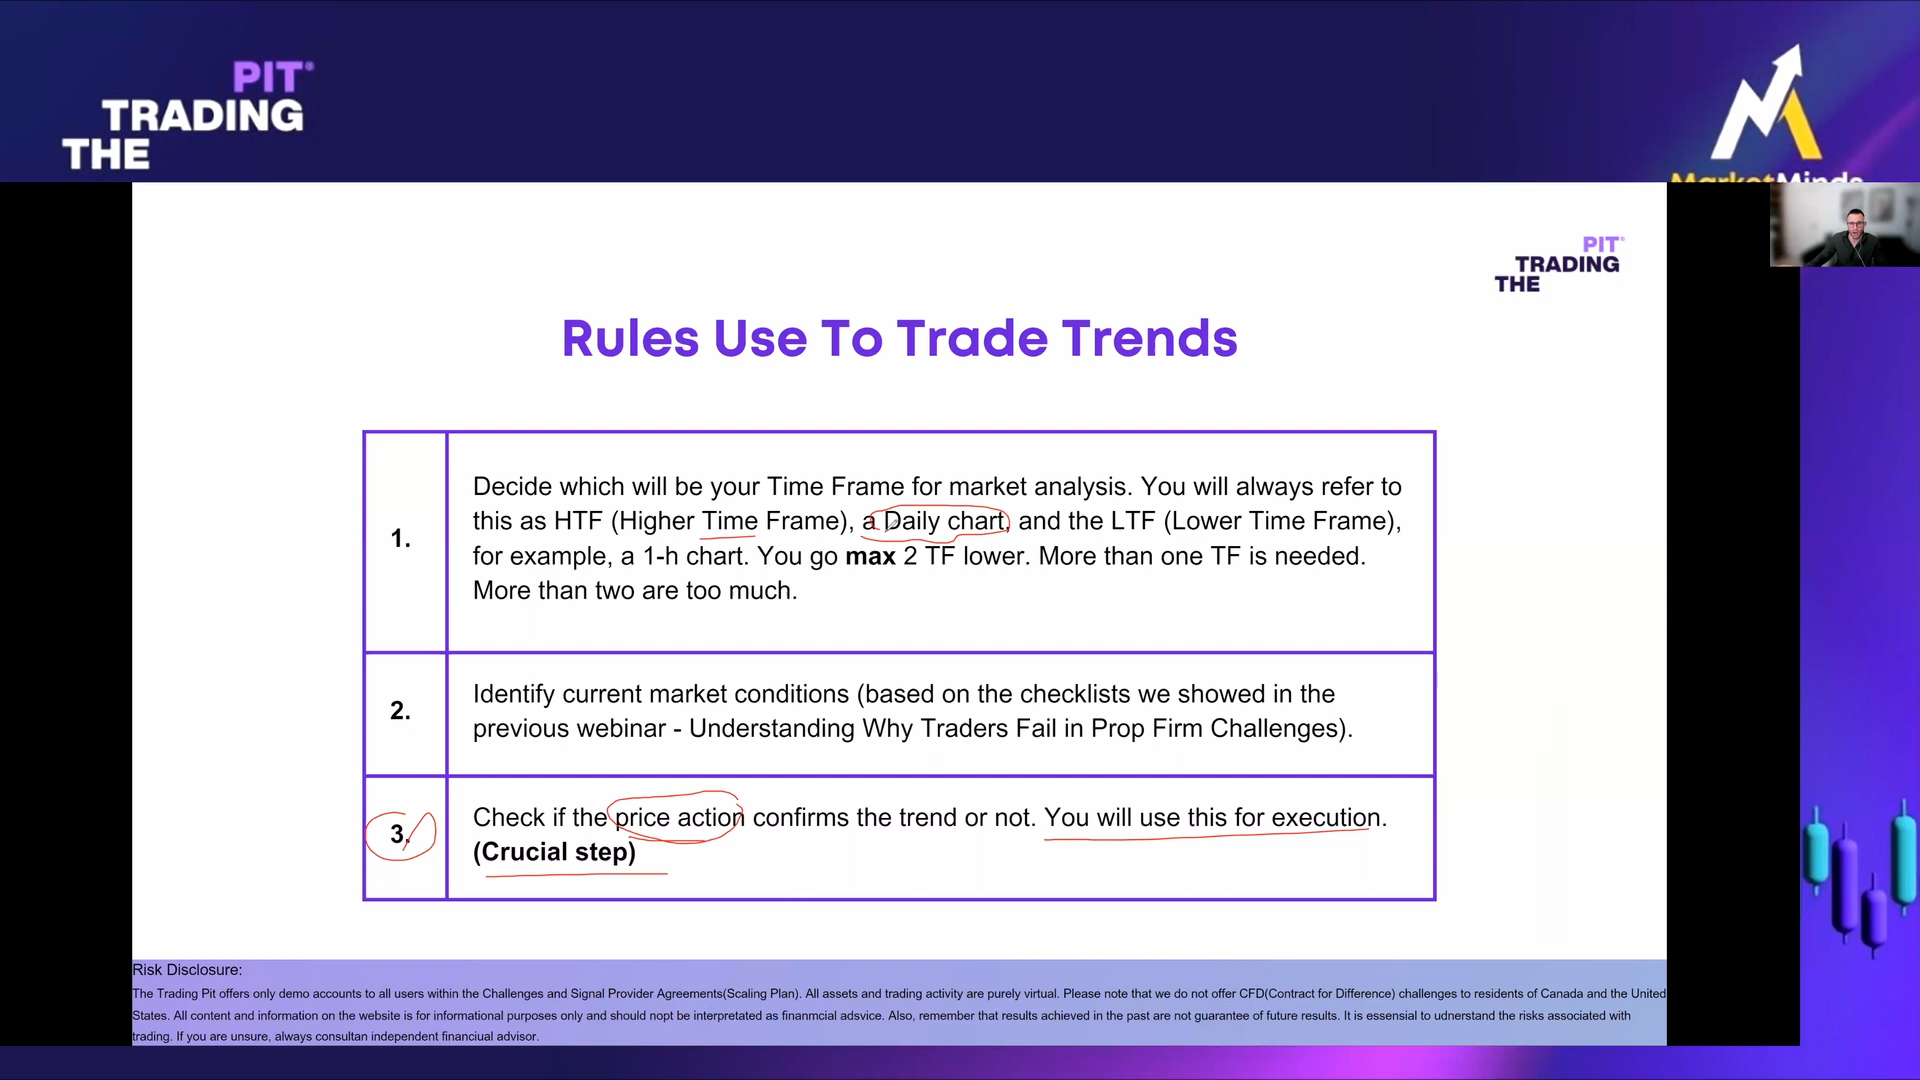 PIT®
TRADING
THE
MarketMinds
PIT®
TRADING
THE
Rules Use To Trade Trends
1.
Decide which will be your Time Frame for market analysis. You will always refer to
this as HTF (Higher Time Frame), a Daily chart, and the LTF (Lower Time Frame),
for example, a 1-h chart. You go max 2 TF lower. More than one TF is needed.
More than two are too much.
2.
Identify current market conditions (based on the checklists we showed in the
previous webinar - Understanding Why Traders Fail in Prop Firm Challenges).
3.
Check if the price action confirms the trend or not. You will use this for execution.
(Crucial step)
Risk Disclosure:
The Trading Pit offers only demo accounts to all users within the Challenges and Signal Provider Agreements(Scaling Plan). All assets and trading activity are purely virtual. Please note that we do not offer CFD(Contract for Difference) challenges to residents of Canada and the United
States. All content and information on the website is for informational purposes only and should nopt be interpretated as finanmcial adsvice. Also, remember that results achieved in the past are not guarantee of future results. It is essensial to udnerstand the risks associated with
trading. If you are unsure, always consultan independent financiual advisor.